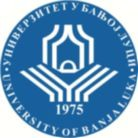 УНИВЕРЗИТЕТ У БАЊОЈ ЛУЦИ
1975
UNIVERSITY OF BANJA LUKA